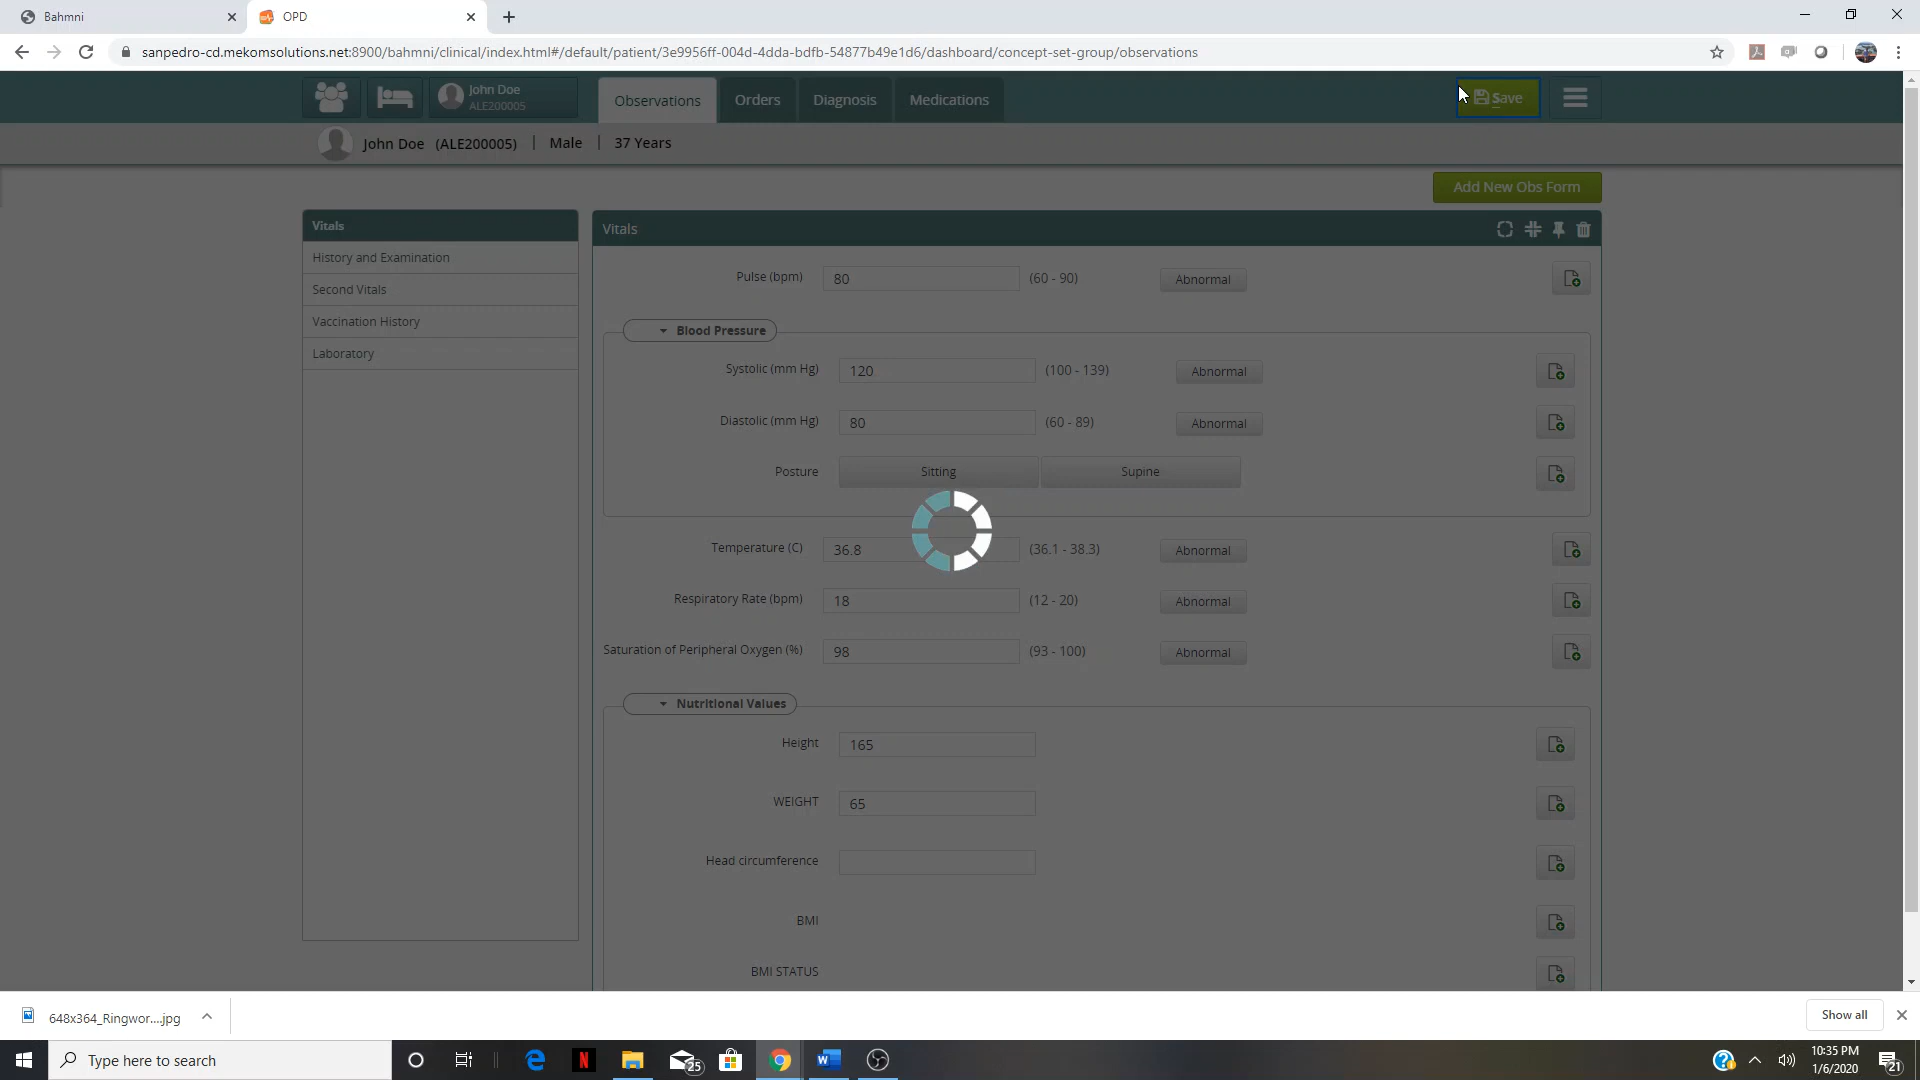 Bahmni
OPD
sanpedro-cd.mekomsolutions.net:8900/bahmni/clinical/index.html#/default/patient/3e9956ff-004d-4dda-bdfb-54877b49e1d6/dashboard/concept-set-group/observations
John Doe
ALE200005
Observations
Orders
Diagnosis
Medications
Save
John Doe (ALE200005) | Male | 37 Years
Add New Obs Form
Vitals
History and Examination
Second Vitals
Vaccination History
Laboratory
Vitals
Pulse (bpm) 80 (60 - 90) Abnormal
Blood Pressure
Systolic (mm Hg) 120 (100 - 139) Abnormal
Diastolic (mm Hg) 80 (60 - 89) Abnormal
Posture Sitting Supine
Temperature (C) 36.8 (36.1 - 38.3) Abnormal
Respiratory Rate (bpm) 18 (12 - 20) Abnormal
Saturation of Peripheral Oxygen (%) 98 (93 - 100) Abnormal
Nutritional Values
Height 165
WEIGHT 65
Head circumference
BMI
BMI STATUS
648x364_Ringwor....jpg
Show all
Type here to search
25
10:35 PM
1/6/2020
21